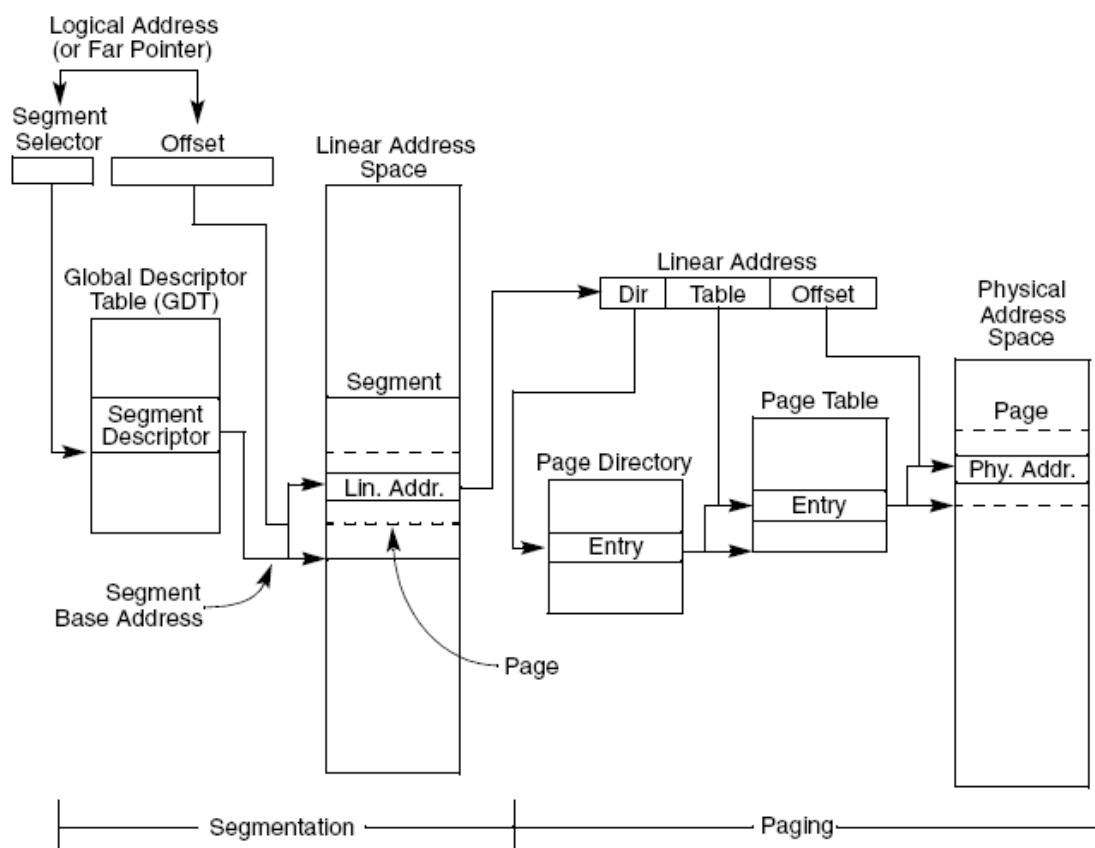 Logical Address
(or Far Pointer)
Segment
Selector
Offset
Linear Address
Space
Global Descriptor
Table (GDT)
Segment
Descriptor
Segment
Lin. Addr.
Segment
Base Address
Page
Linear Address
Dir
Table
Offset
Page Directory
Entry
Page Table
Entry
Physical
Address
Space
Page
Phy. Addr.
Segmentation
Paging